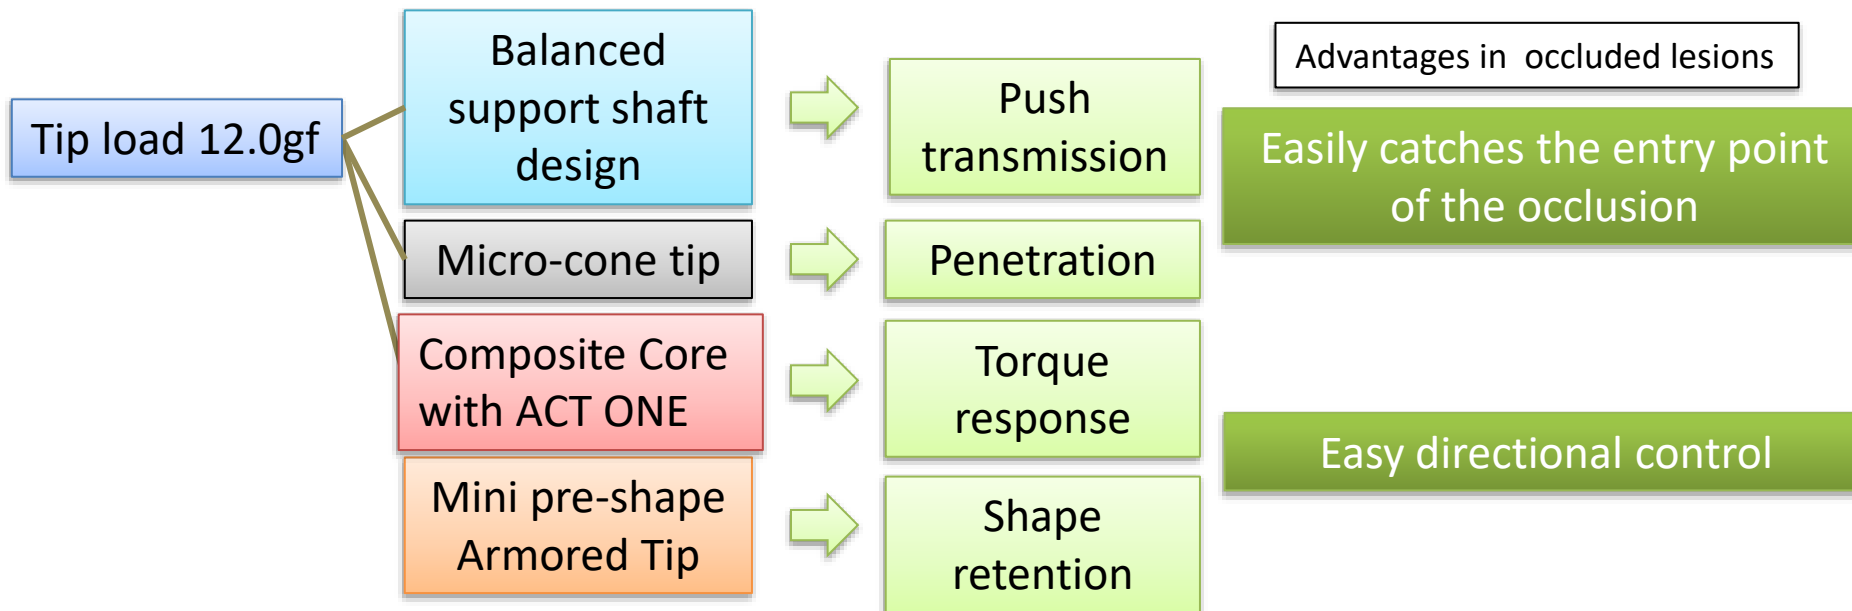 Tip load 12.0gf
Balanced
support shaft
design
Push
transmission
Advantages in  occluded lesions
Easily catches the entry point
of the occlusion
Micro-cone tip
Penetration
Composite Core
with ACT ONE
Torque
response
Easy directional control
Mini pre-shape
Armored Tip
Shape
retention